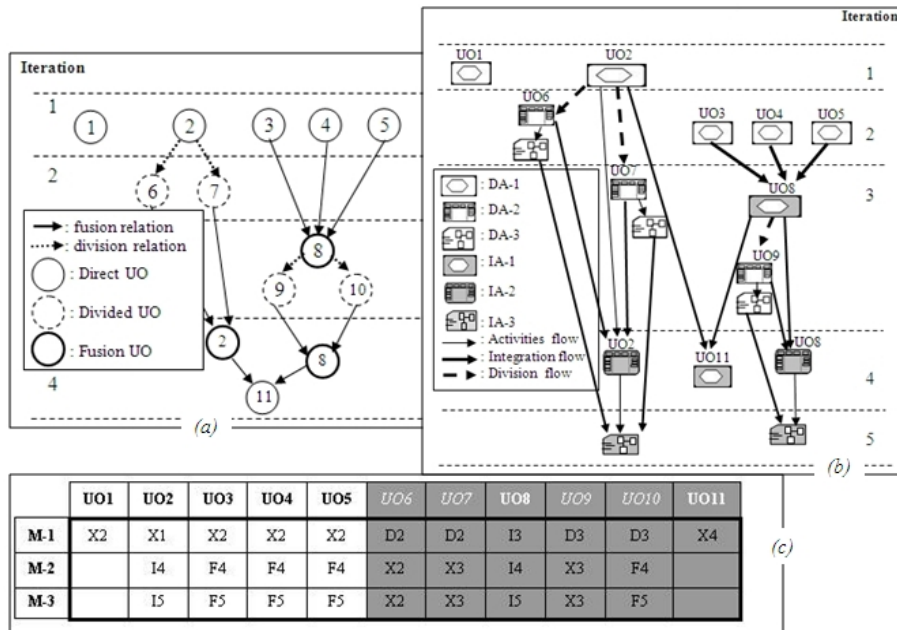 Iteration
1
1
2
3
4
5
2
6
7
: fusion relation
: division relation
: Direct UO
: Divided UO
: Fusion UO
8
9
10
2
8
4
11
(a)
Iteration
UO1
UO2
1
UO6
UO3
UO4
UO5
2
UO7
UO8
3
: DA-1
: DA-2
: DA-3
: IA-1
: IA-2
: IA-3
: Activities flow
: Integration flow
: Division flow
UO9
UO2
UO11
UO8
4
5
(b)
UO1 UO2 UO3 UO4 UO5 UO6 UO7 UO8 UO9 UO10 UO11
M-1 X2 X1 X2 X2 X2 D2 D2 I3 D3 D3 X4
M-2 I4 F4 F4 F4 X2 X3 I4 X3 F4
M-3 I5 F5 F5 F5 X2 X3 I5 X3 F5
(c)